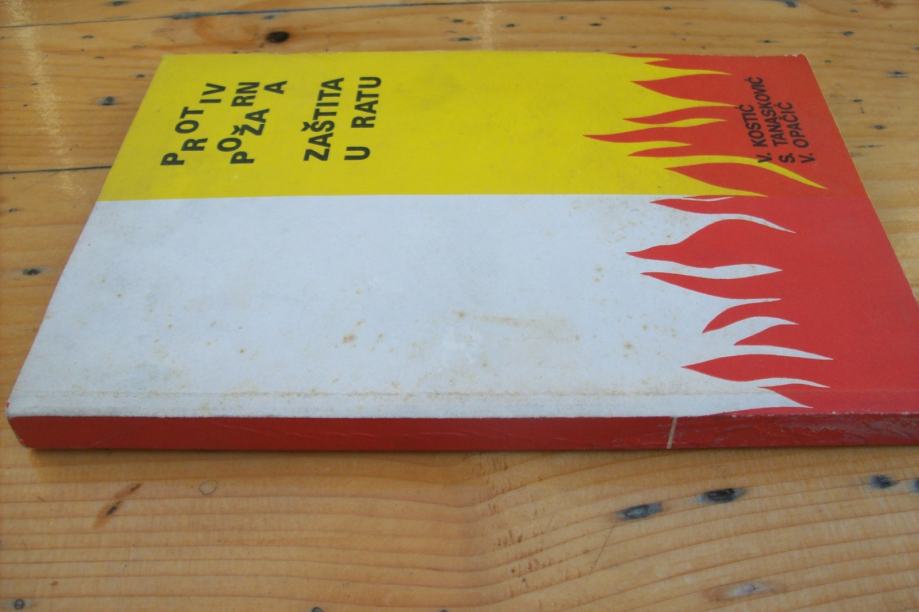 PROTIV
POŽARNA
ZAŠTITA
U RATU
V. KOSTIĆ
S. TANASKOVIĆ
V. OPAČIĆ